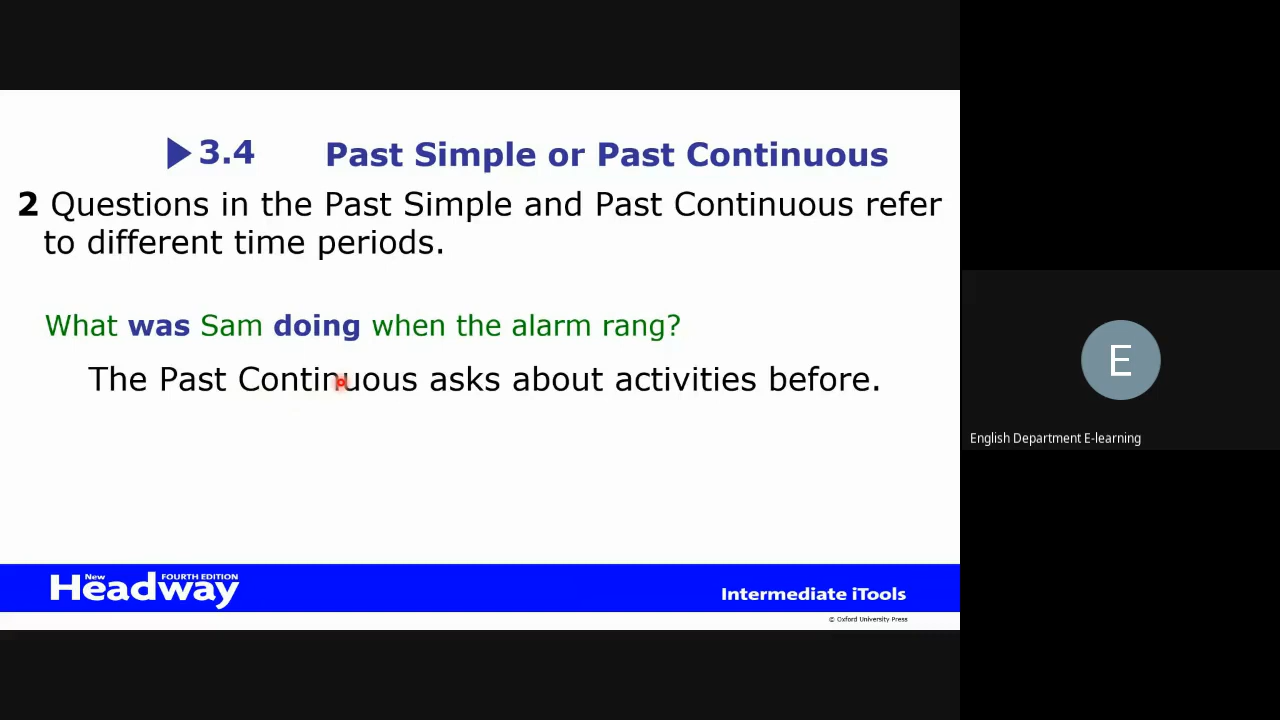 3.4 Past Simple or Past Continuous
2 Questions in the Past Simple and Past Continuous refer
to different time periods.
What was Sam doing when the alarm rang?
The Past Continuous asks about activities before.
E
English Department E-learning
New Headway FOURTH EDITION
Intermediate iTools
© Oxford University Press